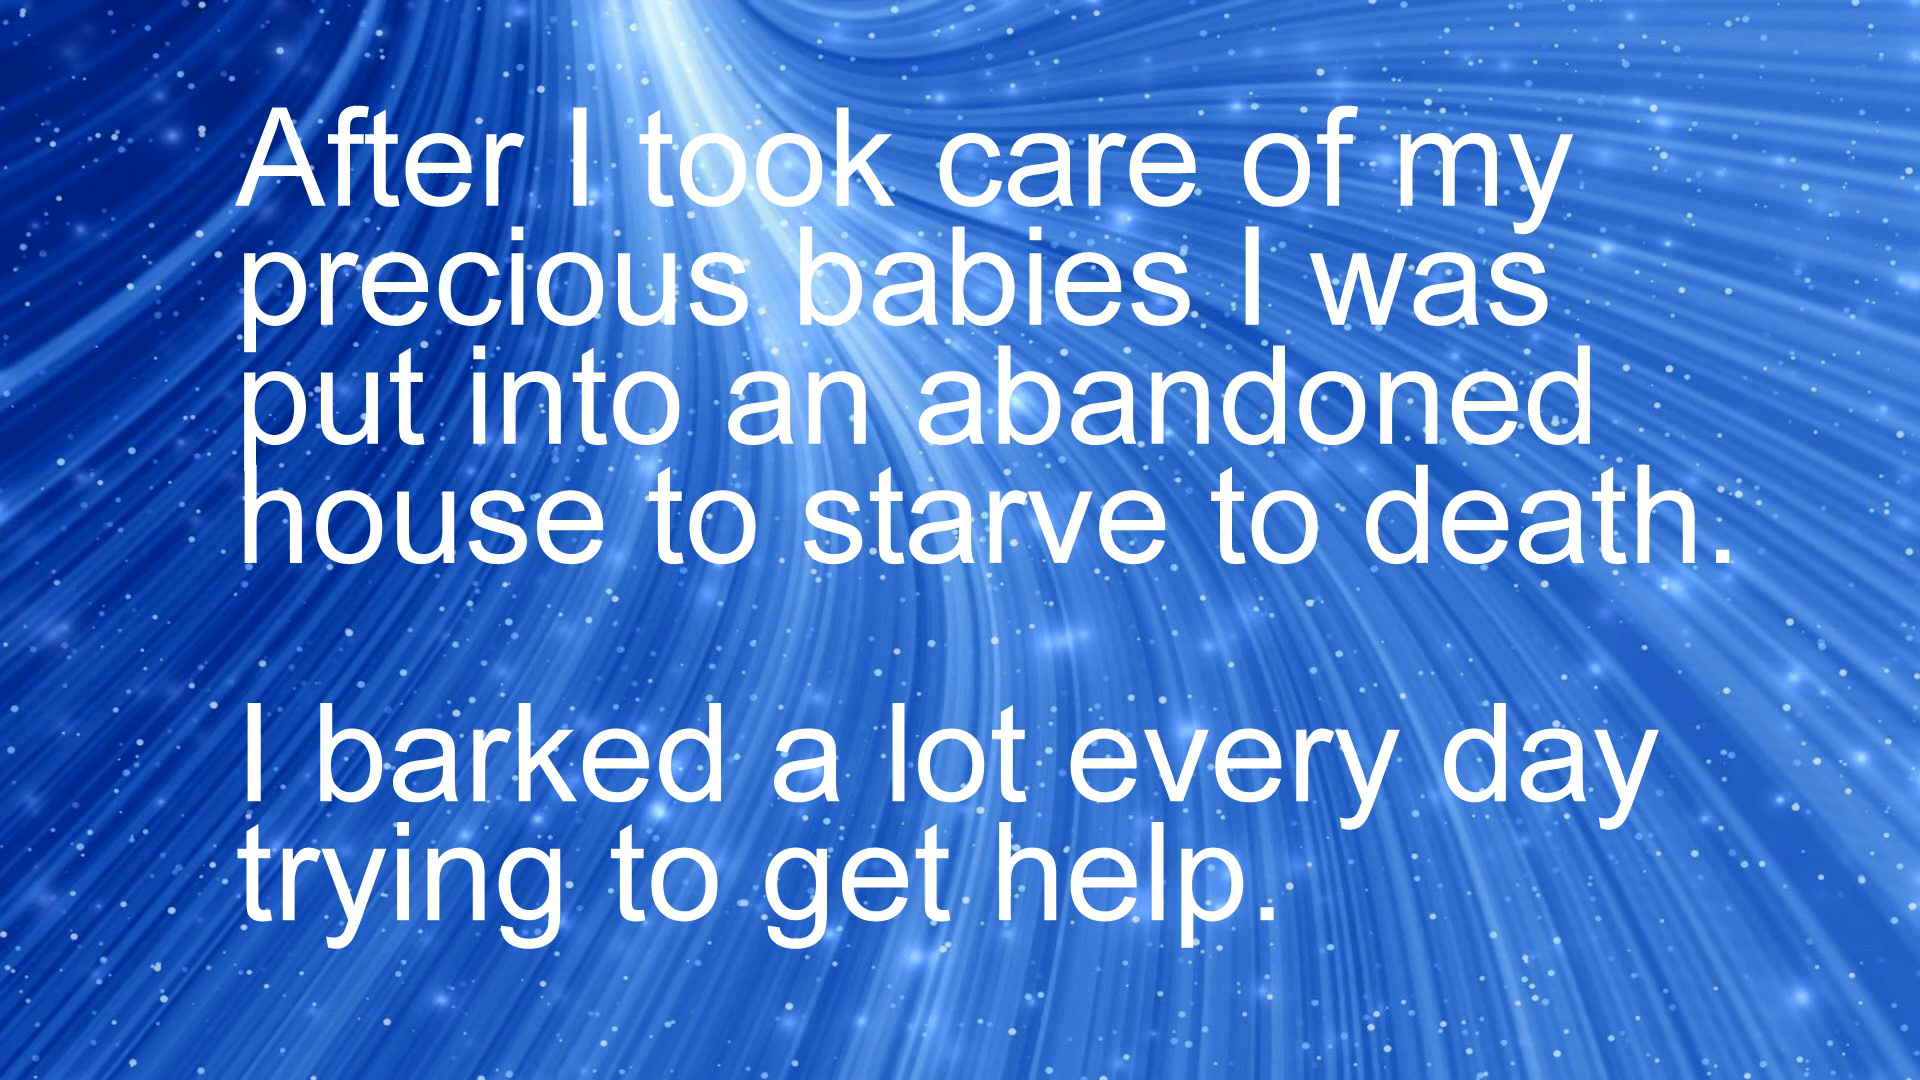 After I took care of my
precious babies I was
put into an abandoned
house to starve to death.
I barked a lot every day
trying to get help.